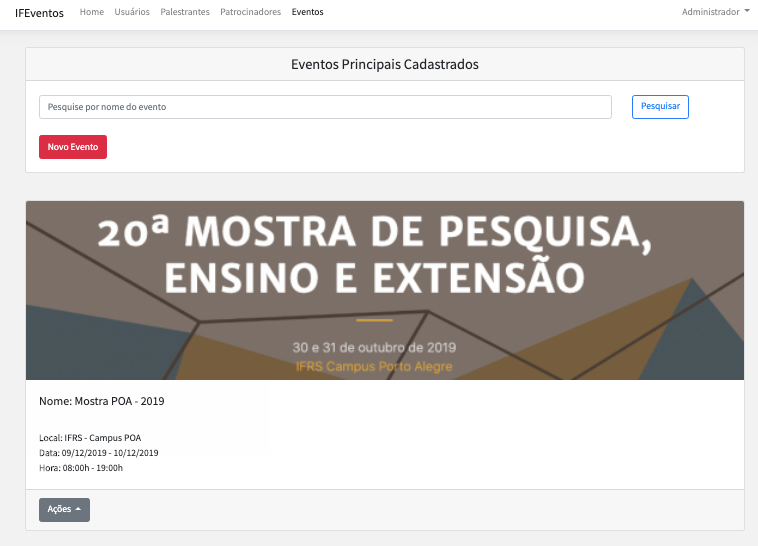 IFEventos Home Usuários Palestrantes Patrocinadores Eventos Administrador
Eventos Principais Cadastrados
Pesquise por nome do evento Pesquisar
Novo Evento
20ª MOSTRA DE PESQUISA,
ENSINO E EXTENSÃO
30 e 31 de outubro de 2019
IFRS Campus Porto Alegre
Nome: Mostra POA - 2019
Local: IFRS - Campus POA
Data: 09/12/2019 - 10/12/2019
Hora: 08:00h - 19:00h
Ações